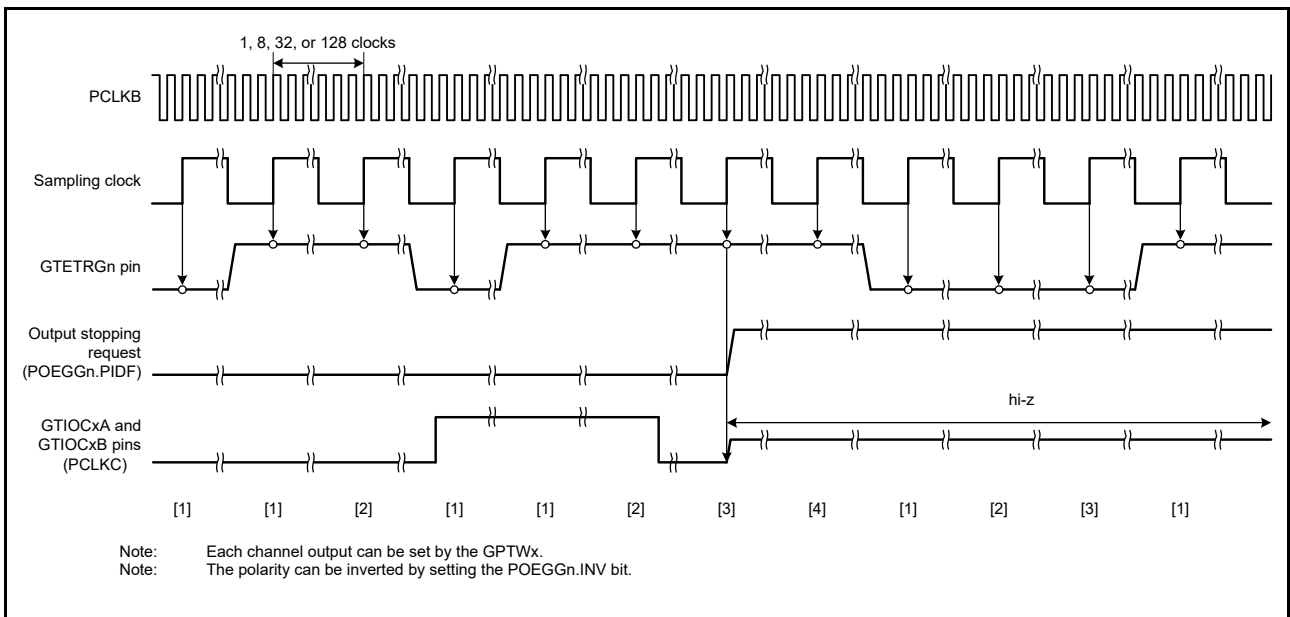 1, 8, 32, or 128 clocks
PCLKB
Sampling clock
GTETRGn pin
Output stopping
request
(POEGGn.PIDF)
hi-z
GTIOCxA and
GTIOCxB pins
(PCLKC)
[1] [1] [2] [1] [1] [2] [3] [4] [1] [2] [3] [1]
Note: Each channel output can be set by the GPTWx.
Note: The polarity can be inverted by setting the POEGGn.INV bit.